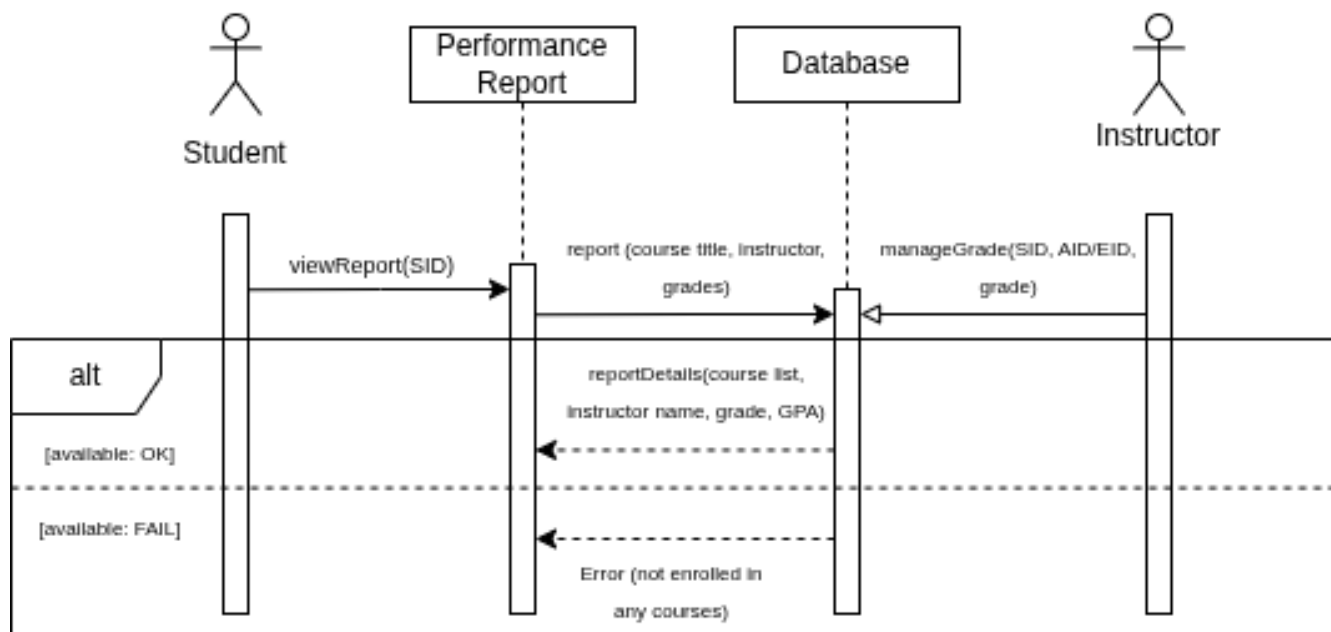 Performance
Report
Database
Student
Instructor
viewReport(SID)
report (course title, instructor,
grades)
manageGrade(SID, AID/EID,
grade)
alt
reportDetails(course list,
instructor name, grade, GPA)
[available: OK]
[available: FAIL]
Error (not enrolled in
any courses)